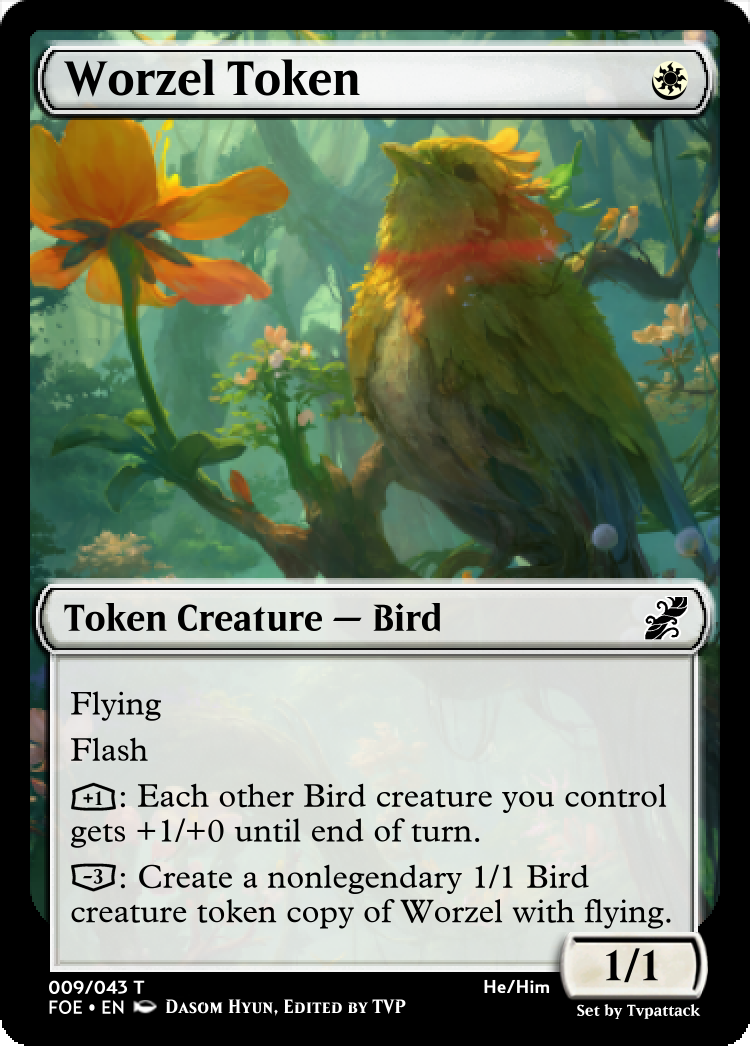 Worzel Token
Token Creature — Bird
Flying
Flash
+1: Each other Bird creature you control
gets +1/+0 until end of turn.
−3: Create a nonlegendary 1/1 Bird
creature token copy of Worzel with flying.
1/1
009/043 T
He/Him
FOE • EN Dasom Hyun, Edited by TVP
Set by Tvpattack